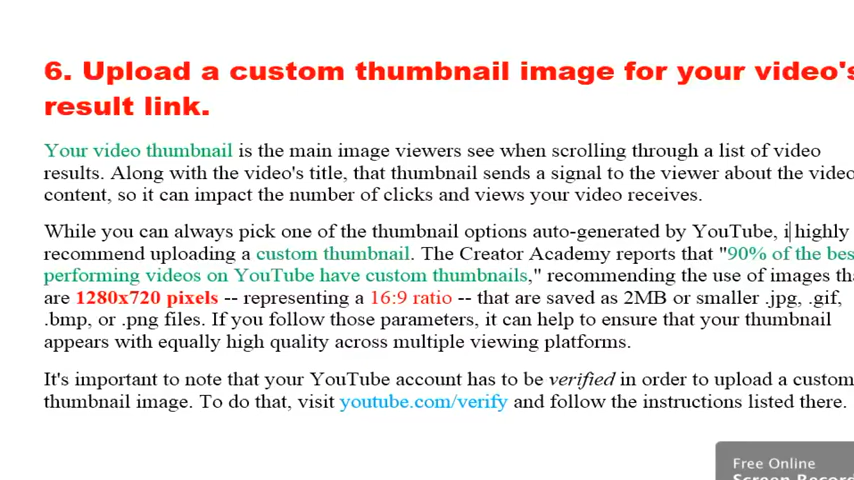 6. Upload a custom thumbnail image for your video's
result link.
Your video thumbnail is the main image viewers see when scrolling through a list of video
results. Along with the video's title, that thumbnail sends a signal to the viewer about the video
content, so it can impact the number of clicks and views your video receives.
While you can always pick one of the thumbnail options auto-generated by YouTube, i highly
recommend uploading a custom thumbnail. The Creator Academy reports that "90% of the bes
performing videos on YouTube have custom thumbnails," recommending the use of images tha
are 1280x720 pixels -- representing a 16:9 ratio -- that are saved as 2MB or smaller .jpg, .gif,
.bmp, or .png files. If you follow those parameters, it can help to ensure that your thumbnail
appears with equally high quality across multiple viewing platforms.
It's important to note that your YouTube account has to be verified in order to upload a custom
thumbnail image. To do that, visit youtube.com/verify and follow the instructions listed there.
Free Online
Screen Record